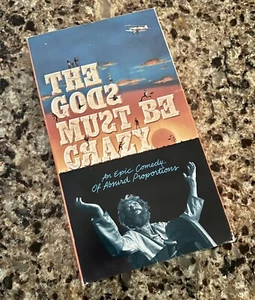 THE
GODS
MUST BE
CRAZY
An Epic Comedy
Of Absurd Proportions